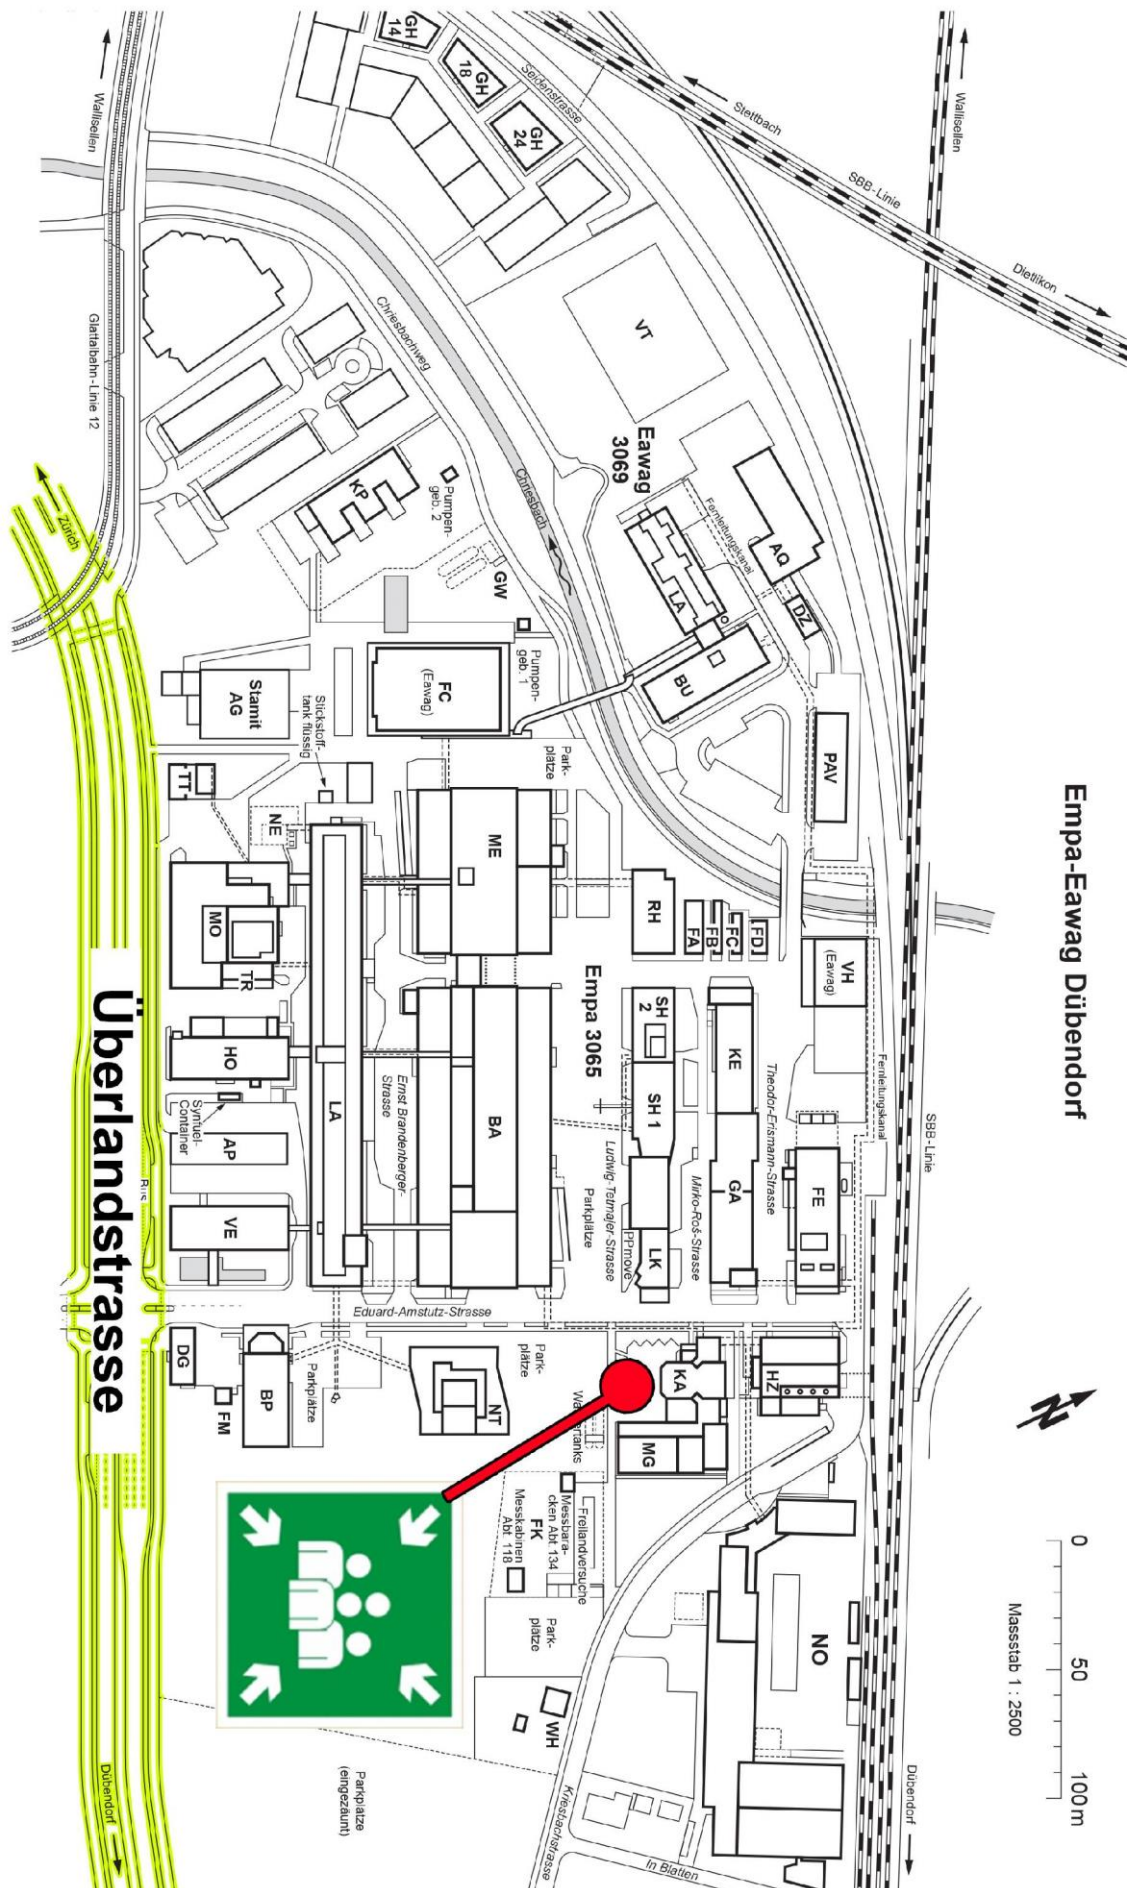 Empa-Eawag Dübendorf
0
50
100m
Massstab 1 : 2500
N
Wallisellen
Dietlikon
SBB-Linie
Stettbach
SBB-Linie
Dübendorf
Seidenstrasse
GH
14
GH
18
GH
24
VT
Eawag
3069
Fernleitungskanal
AQ
DZ
LA
BU
PAV
VH
(Eawag)
Fernleitungskanal
FE
HZ
NO
Theodor-Erismann-Strasse
FD
FC
FB
FA
RH
KE
GA
Mirko-Roš-Strasse
SH
2
SH 1
LK
PPmove
Ludwig-Tetmajer-Strasse
KA
MG
Parkplätze
Empa 3065
Park-
plätze
Chriesbach
Chriesbachweg
Pumpen-
geb. 2
GW
Pumpen-
geb. 1
KP
FC
(Eawag)
ME
BA
Ernst Brandenberger-
Strasse
LA
Stickstoff-
tank flüssig
Stamit
AG
TT
NE
MO
TR
HO
Synfuel-
Container
AP
VE
Eduard-Amstutz-Strasse
Park-
plätze
NT
Freilandversuche
Messbara-
cken Abt.134
FK
Messkabinen
Abt. 118
Park-
plätze
WH
Kriesbachstrasse
In Blatten
Parkplätze
(eingezäunt)
Parkplätze
DG
BP
FM
Bus
Wallisellen
Glattalbahn-Linie 12
Zürich
Überlandstrasse
Dübendorf